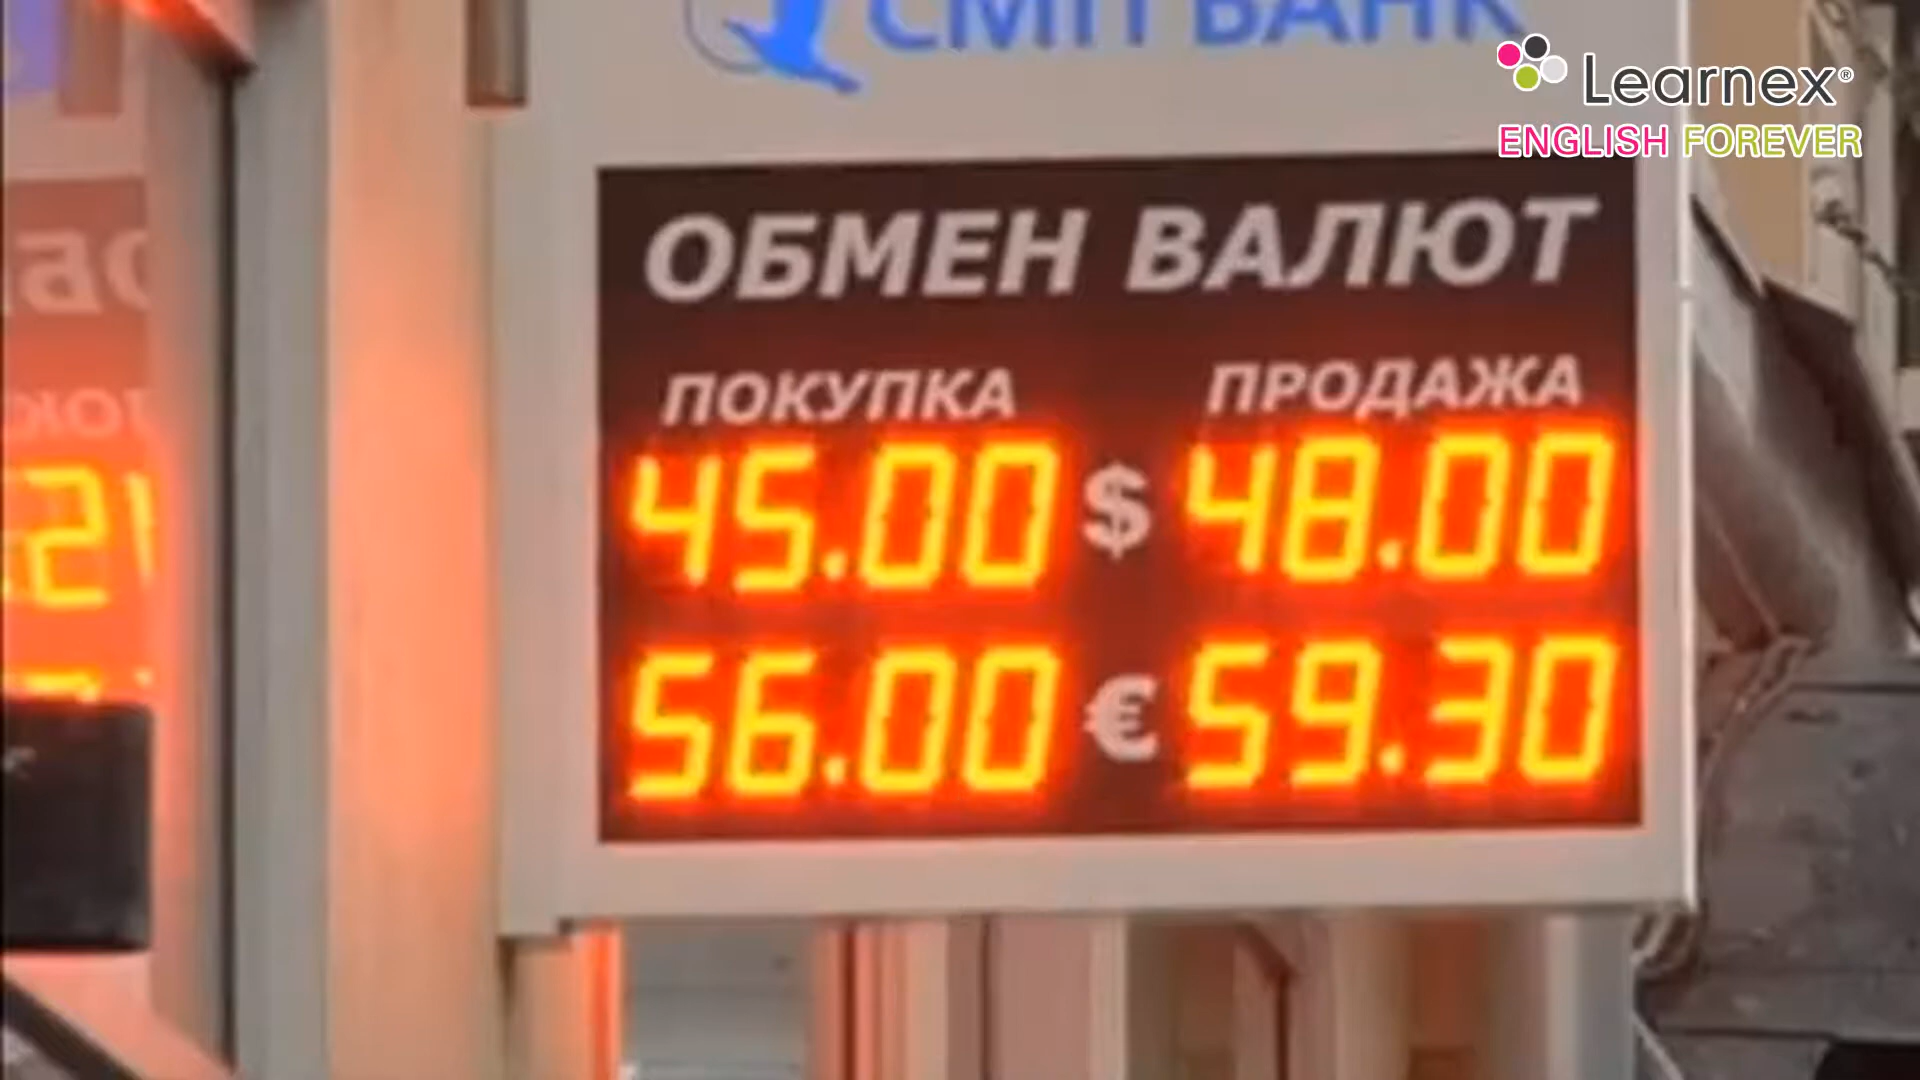 СМП БАНК
Learnex®
ENGLISH FOREVER
ОБМЕН ВАЛЮТ
ПОКУПКА ПРОДАЖА
45.00 $ 48.00
56.00 € 59.30